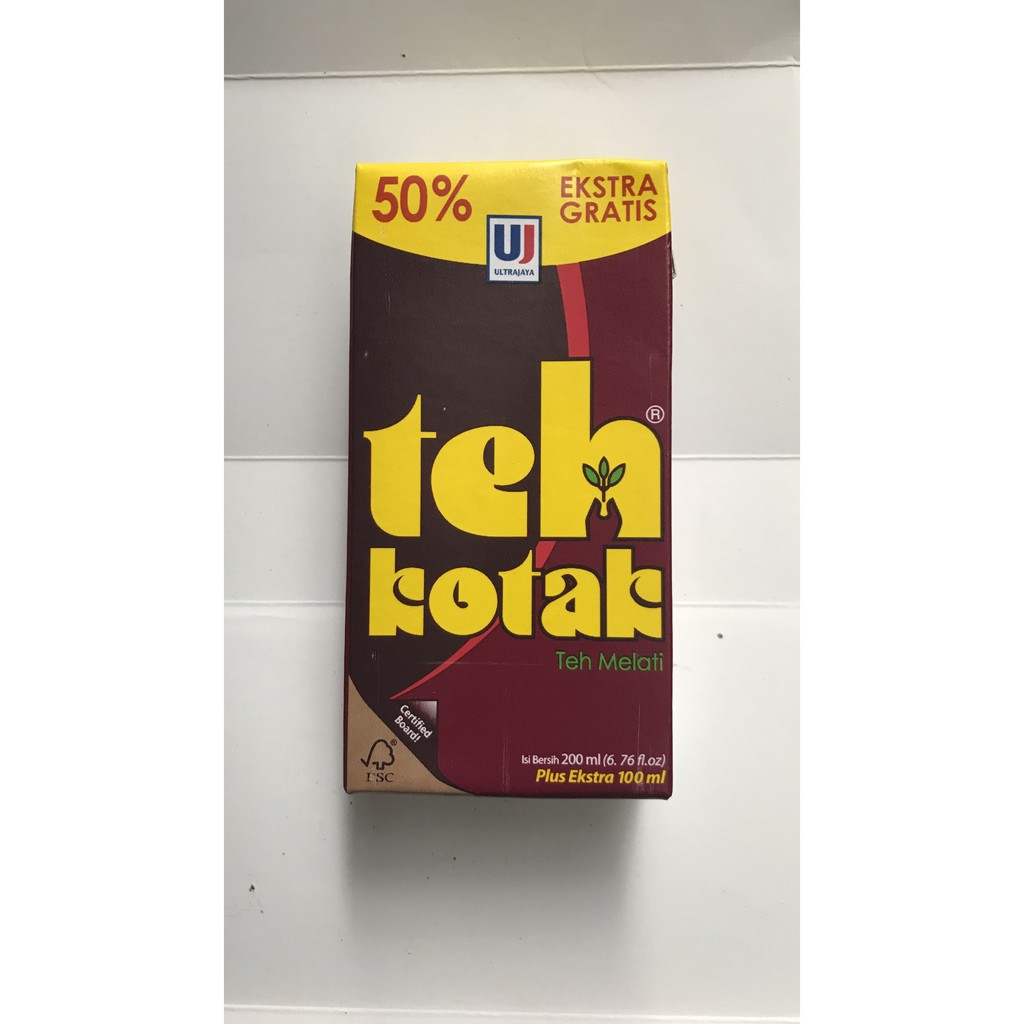 50%
EKSTRA
GRATIS
UJ
ULTRAJAYA
teh
®
kotak
Teh Melati
Certified
Board!
®
FSC
Isi Bersih 200 ml (6. 76 fl.oz)
Plus Ekstra 100 ml